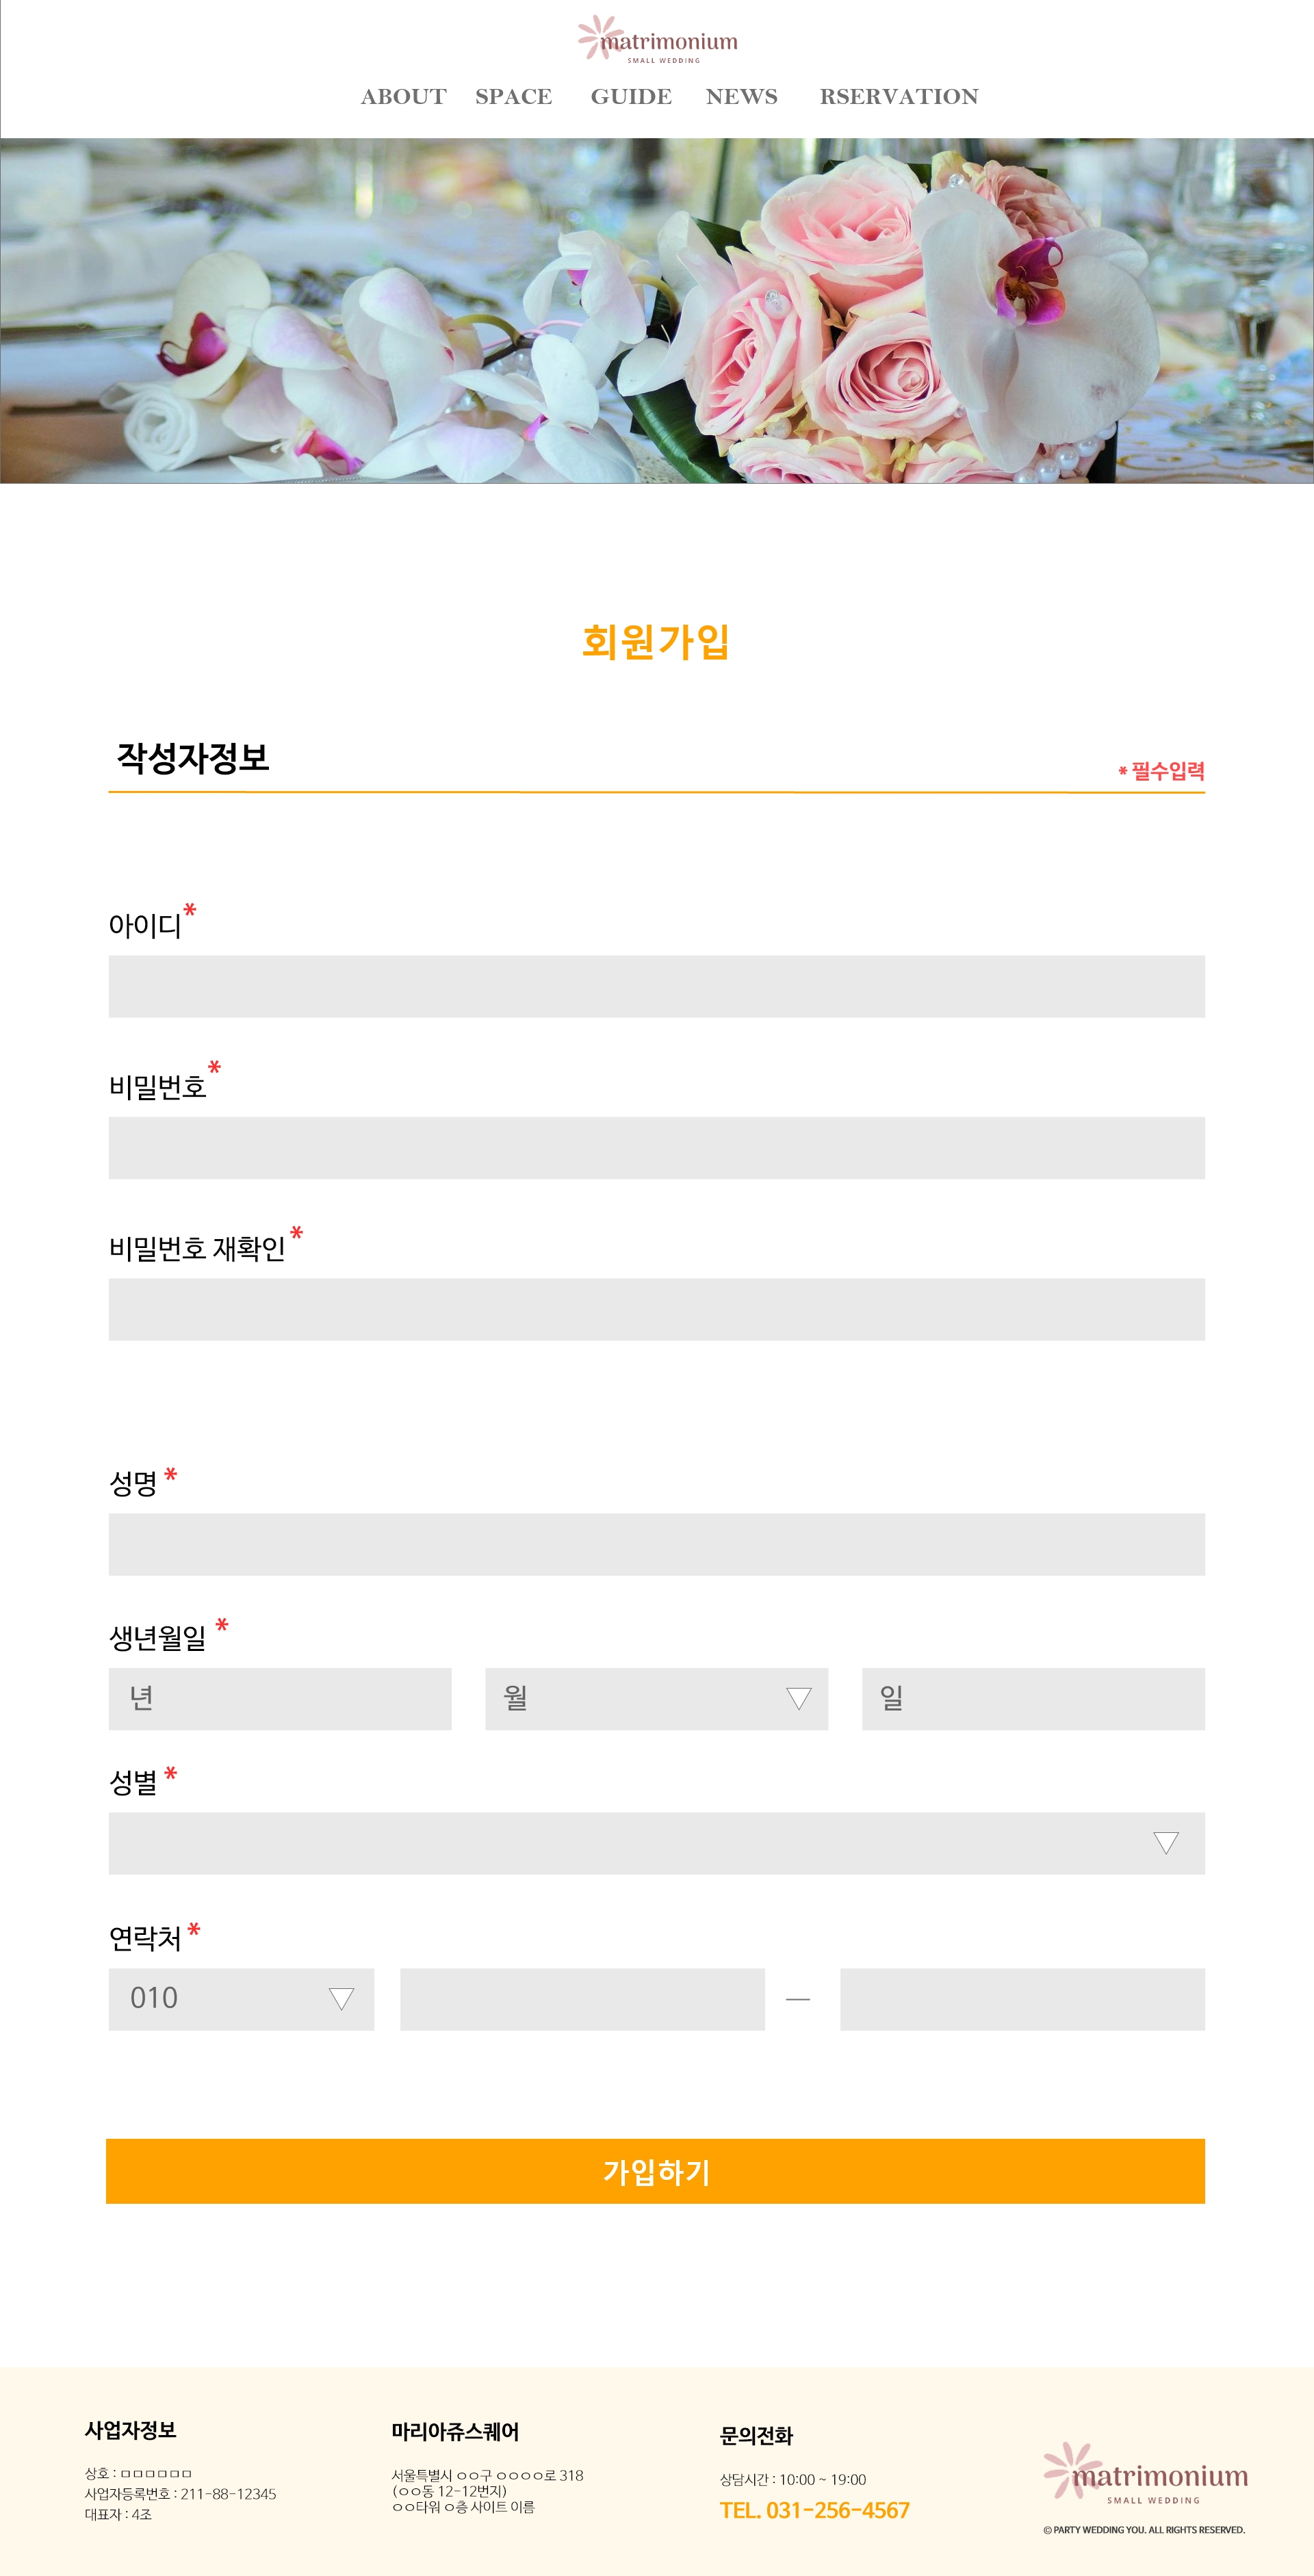 matrimonium
SMALL WEDDING
ABOUT SPACE GUIDE NEWS RSERVATION
회원가입
작성자정보
* 필수입력
아이디*
비밀번호*
비밀번호 재확인*
성명 *
생년월일 *
년 월 일
성별 *
연락처 *
010 —
가입하기
사업자정보
상호 : ㅁㅁㅁㅁㅁㅁ
사업자등록번호 : 211-88-12345
대표자 : 4조
마리아쥬스퀘어
서울특별시 ㅇㅇ구 ㅇㅇㅇㅇ로 318
(ㅇㅇ동 12-12번지)
ㅇㅇ타워 ㅇ층 사이트 이름
문의전화
상담시간 : 10:00 ~ 19:00
TEL. 031-256-4567
matrimonium
SMALL WEDDING
© PARTY WEDDING YOU. ALL RIGHTS RESERVED.